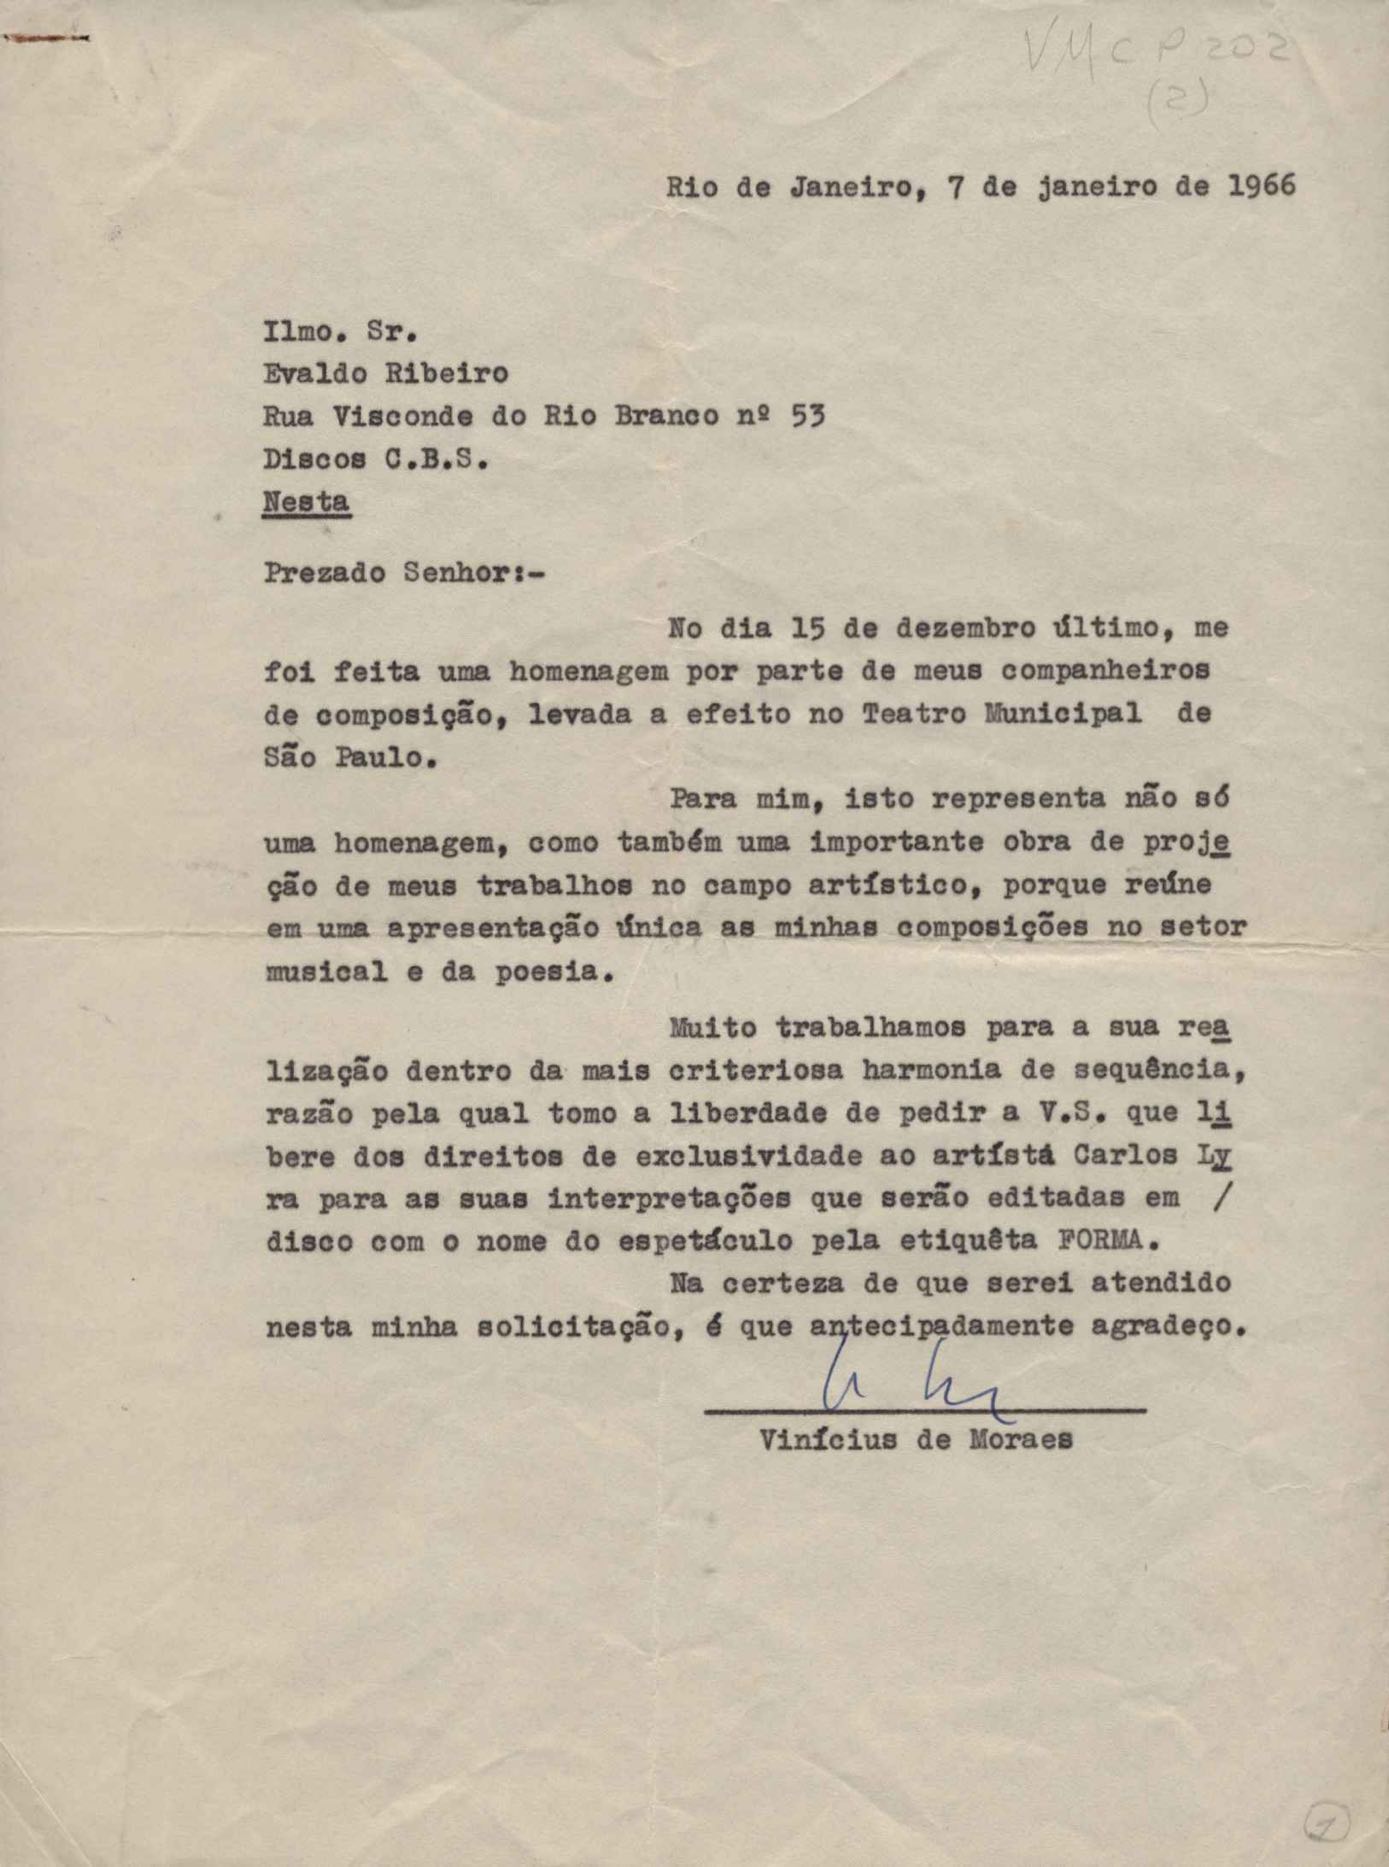 VMCP202
(2)
Rio de Janeiro, 7 de janeiro de 1966
Ilmo. Sr.
Evaldo Ribeiro
Rua Visconde do Rio Branco nº 53
Discos C.B.S.
Nesta
Prezado Senhor:-
No dia 15 de dezembro último, me
foi feita uma homenagem por parte de meus companheiros
de composição, levada a efeito no Teatro Municipal de
São Paulo.
Para mim, isto representa não só
uma homenagem, como também uma importante obra de proje
ção de meus trabalhos no campo artístico, porque reúne
em uma apresentação única as minhas composições no setor
musical e da poesia.
Muito trabalhamos para a sua rea
lização dentro da mais criteriosa harmonia de sequência,
razão pela qual tomo a liberdade de pedir a V.S. que li
bere dos direitos de exclusividade ao artístá Carlos Ly
ra para as suas interpretações que serão editadas em /
disco com o nome do espetáculo pela etiquêta FORMA.
Na certeza de que serei atendido
nesta minha solicitação, é que antecipadamente agradeço.
Vinícius de Moraes
1